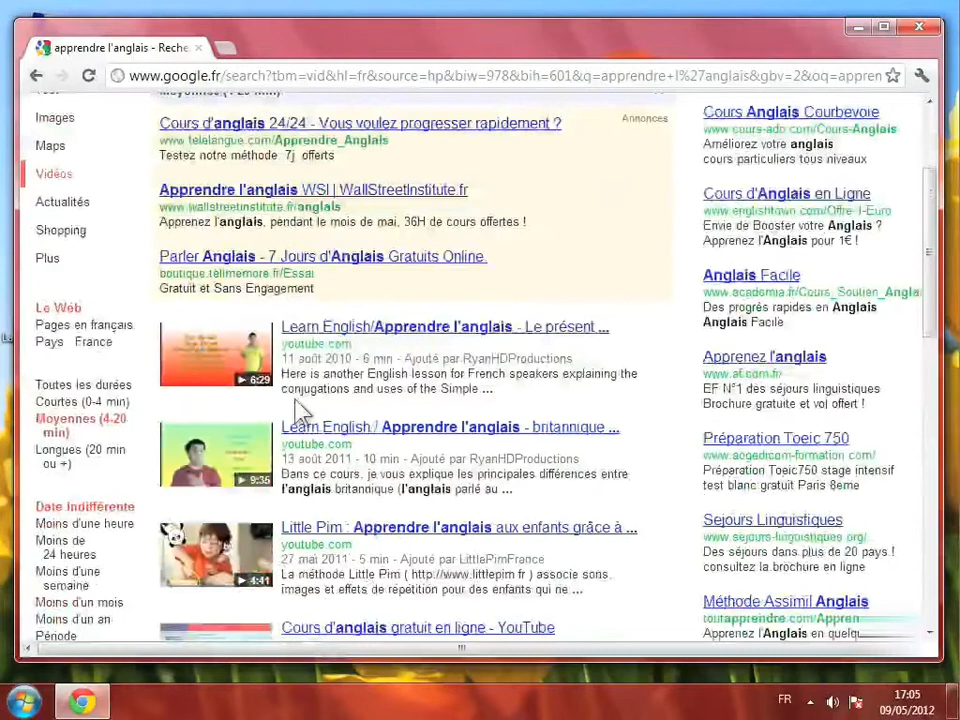 apprendre l'anglais - Reche
www.google.fr/search?tbm=vid&hl=fr&source=hp&biw=978&bih=601&q=apprendre+l%27anglais&gbv=2&oq=appren
Images
Maps
Vidéos
Actualités
Shopping
Plus
Le Web
Pages en français
Pays : France
Toutes les durées
Courtes (0-4 min)
Moyennes (4-20
min)
Longues (20 min
ou +)
Date indifférente
Moins d'une heure
Moins de
24 heures
Moins d'une
semaine
Moins d'un mois
Moins d'un an
Période
Annonces
Cours d'anglais 24/24 - Vous voulez progresser rapidement ?
www.telelangue.com/Apprendre_Anglais
Testez notre méthode 7j offerts
Apprendre l'anglais WSI | WallStreetInstitute.fr
www.wallstreetinstitute.fr/anglais
Apprenez l'anglais, pendant le mois de mai, 36H de cours offertes !
Parler Anglais - 7 Jours d'Anglais Gratuits Online
boutique.tellmemore.fr/Essai
Gratuit et Sans Engagement
Learn English/Apprendre l'anglais - Le présent ...
youtube.com
11 août 2010 - 6 min - Ajouté par RyanHDProductions
Here is another English lesson for French speakers explaining the
conjugations and uses of the Simple ...
6:29
Learn English / Apprendre l'anglais - britannique ...
youtube.com
13 août 2011 - 10 min - Ajouté par RyanHDProductions
Dans ce cours, je vous explique les principales différences entre
l'anglais britannique (l'anglais parlé au ...
9:35
Little Pim : Apprendre l'anglais aux enfants grâce à ...
youtube.com
27 mai 2011 - 5 min - Ajouté par LittlePimFrance
La méthode Little Pim ( http://www.littlepim.fr ) associe sons,
images et effets de répétition pour des enfants qui ne ...
4:41
Cours d'anglais gratuit en ligne - YouTube
Cours Anglais Courbevoie
www.cours-ado.com/Cours-Anglais
Améliorez votre anglais
cours particuliers tous niveaux
Cours d'Anglais en Ligne
www.englishtown.com/Offre-1-Euro
Envie de Booster votre Anglais ?
Apprenez l'Anglais pour 1€ !
Anglais Facile
www.acadomia.fr/Cours_Soutien_Angla
Des progrès rapides en Anglais
Anglais Facile
Apprenez l'anglais
www.ef.com.fr/
EF N°1 des séjours linguistiques
Brochure gratuite et vol offert !
Préparation Toeic 750
Préparation Toeic750 stage intensif
test blanc gratuit Paris 8eme
Sejours Linguistiques
www.sejours-linguistiques.org/
Des séjours dans plus de 20 pays !
consultez la brochure en ligne
Méthode Assimil Anglais
toutapprendre.com/Appren
Apprenez l'Anglais en quelq
FR
17:05
09/05/2012